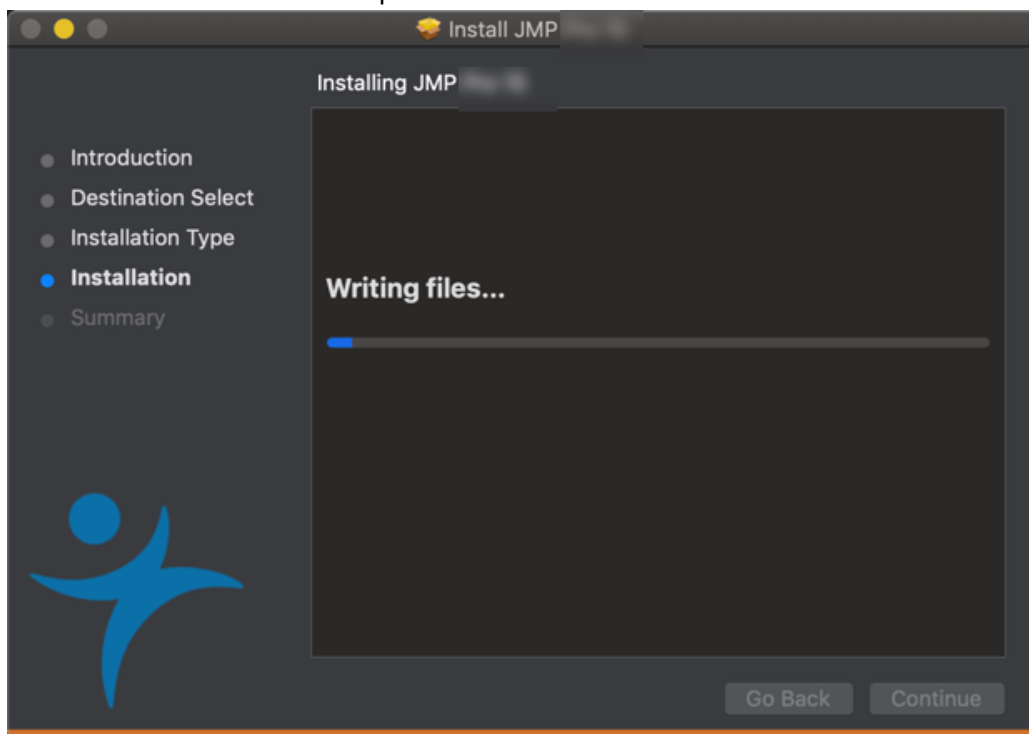 Install JMP
Installing JMP
Introduction
Destination Select
Installation Type
Installation
Summary
Writing files...
Go Back
Continue